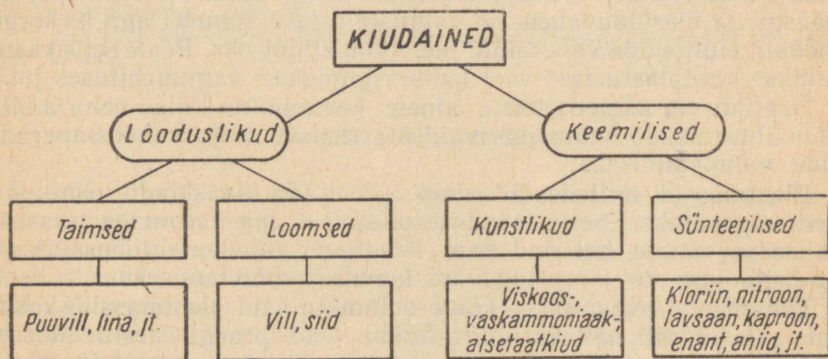 KIUDAINED
Looduslikud
Keemilised
Taimsed
Loomsed
Kunstlikud
Sünteetilised
Puuvill, lina, jt.
Vill, siid
Viskoos-,
vaskammoniaak-,
atsetaatkiud
Kloriin, nitroon,
lavsaan, kaproon,
enant, aniid, jt.